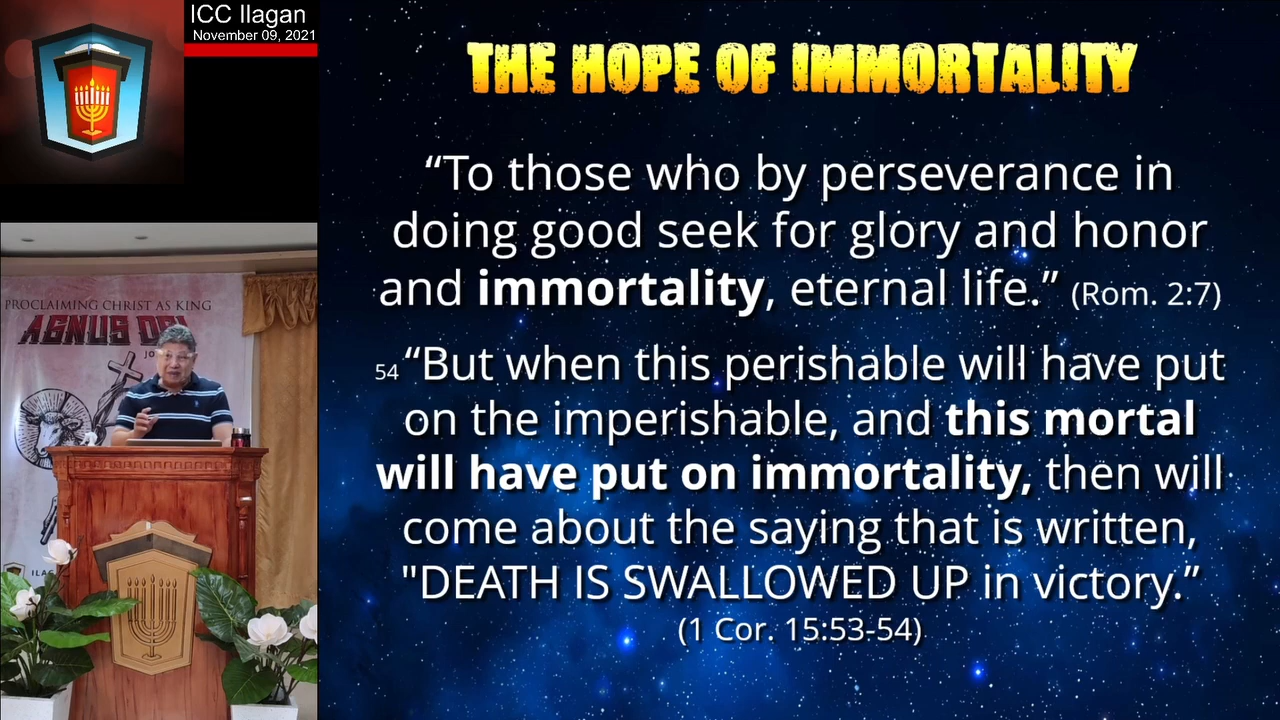 ICC Ilagan
November 09, 2021
THE HOPE OF IMMORTALITY
“To those who by perseverance in
doing good seek for glory and honor
and immortality, eternal life.” (Rom. 2:7)
54 “But when this perishable will have put
on the imperishable, and this mortal
will have put on immortality, then will
come about the saying that is written,
"DEATH IS SWALLOWED UP in victory.”
(1 Cor. 15:53-54)
PROCLAIMING CHRIST AS KING
AGNUS DEI
JO
ILAG